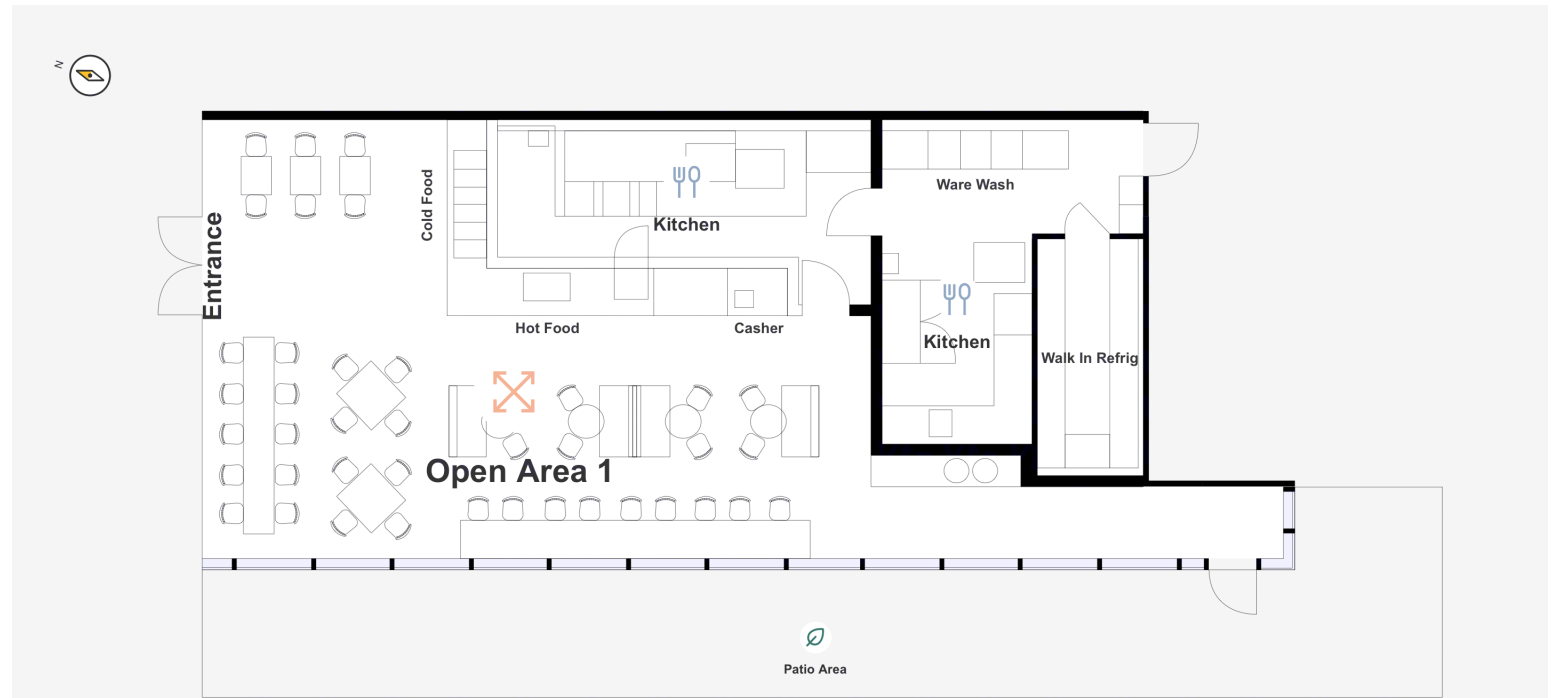 N
Cold Food
Kitchen
Ware Wash
Entrance
Kitchen
Hot Food
Casher
Walk In Refrig
Open Area 1
Patio Area